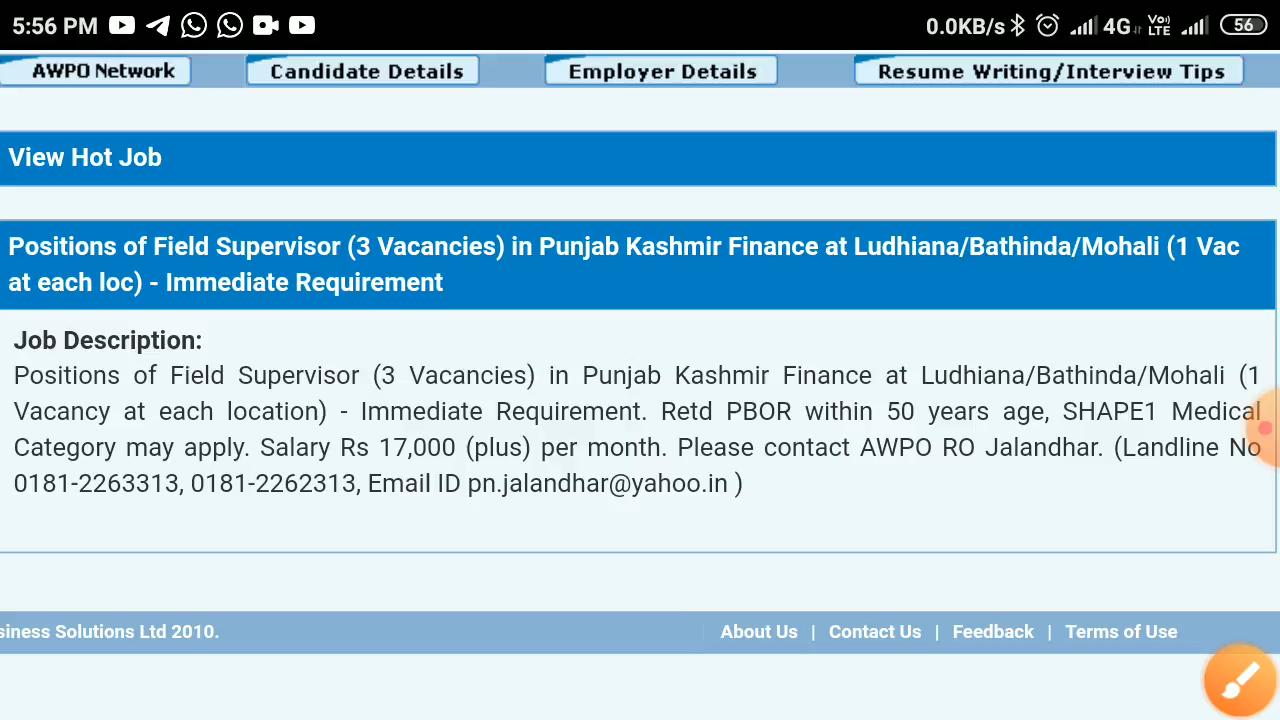 5:56 PM 0.0KB/s 4G Vo) LTE 56
AWPO Network Candidate Details Employer Details Resume Writing/Interview Tips
View Hot Job
Positions of Field Supervisor (3 Vacancies) in Punjab Kashmir Finance at Ludhiana/Bathinda/Mohali (1 Vac
at each loc) - Immediate Requirement
Job Description:
Positions of Field Supervisor (3 Vacancies) in Punjab Kashmir Finance at Ludhiana/Bathinda/Mohali (1
Vacancy at each location) - Immediate Requirement. Retd PBOR within 50 years age, SHAPE1 Medical
Category may apply. Salary Rs 17,000 (plus) per month. Please contact AWPO RO Jalandhar. (Landline No
0181-2263313, 0181-2262313, Email ID pn.jalandhar@yahoo.in )
siness Solutions Ltd 2010. About Us | Contact Us | Feedback | Terms of Use